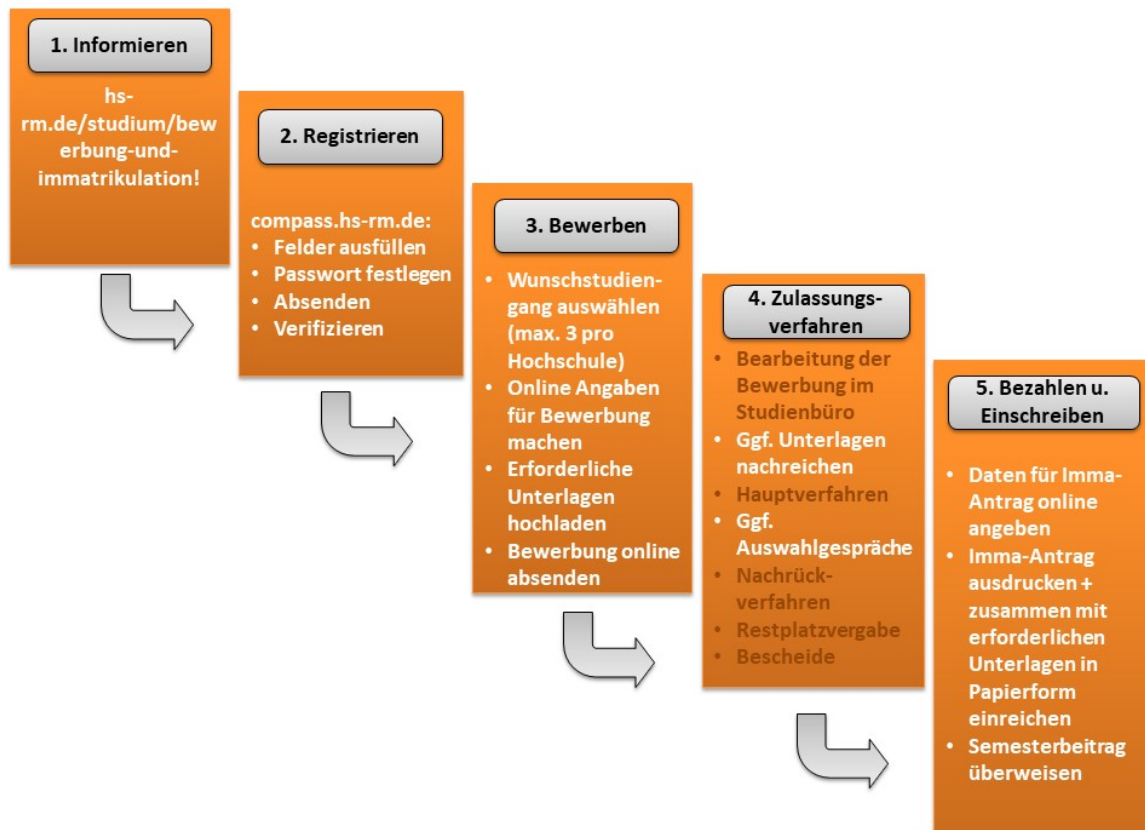 1. Informieren
hs-
rm.de/studium/bew
erbung-und-
immatrikulation!
2. Registrieren
compass.hs-rm.de:
• Felder ausfüllen
• Passwort festlegen
• Absenden
• Verifizieren
3. Bewerben
• Wunschstudien-
gang auswählen
(max. 3 pro
Hochschule)
• Online Angaben
für Bewerbung
machen
• Erforderliche
Unterlagen
hochladen
• Bewerbung online
absenden
4. Zulassungs-
verfahren
• Bearbeitung der
Bewerbung im
Studienbüro
• Ggf. Unterlagen
nachreichen
• Hauptverfahren
• Ggf.
Auswahlgespräche
• Nachrück-
verfahren
• Restplatzvergabe
• Bescheide
5. Bezahlen u.
Einschreiben
• Daten für Imma-
Antrag online
angeben
• Imma-Antrag
ausdrucken +
zusammen mit
erforderlichen
Unterlagen in
Papierform
einreichen
• Semesterbeitrag
überweisen